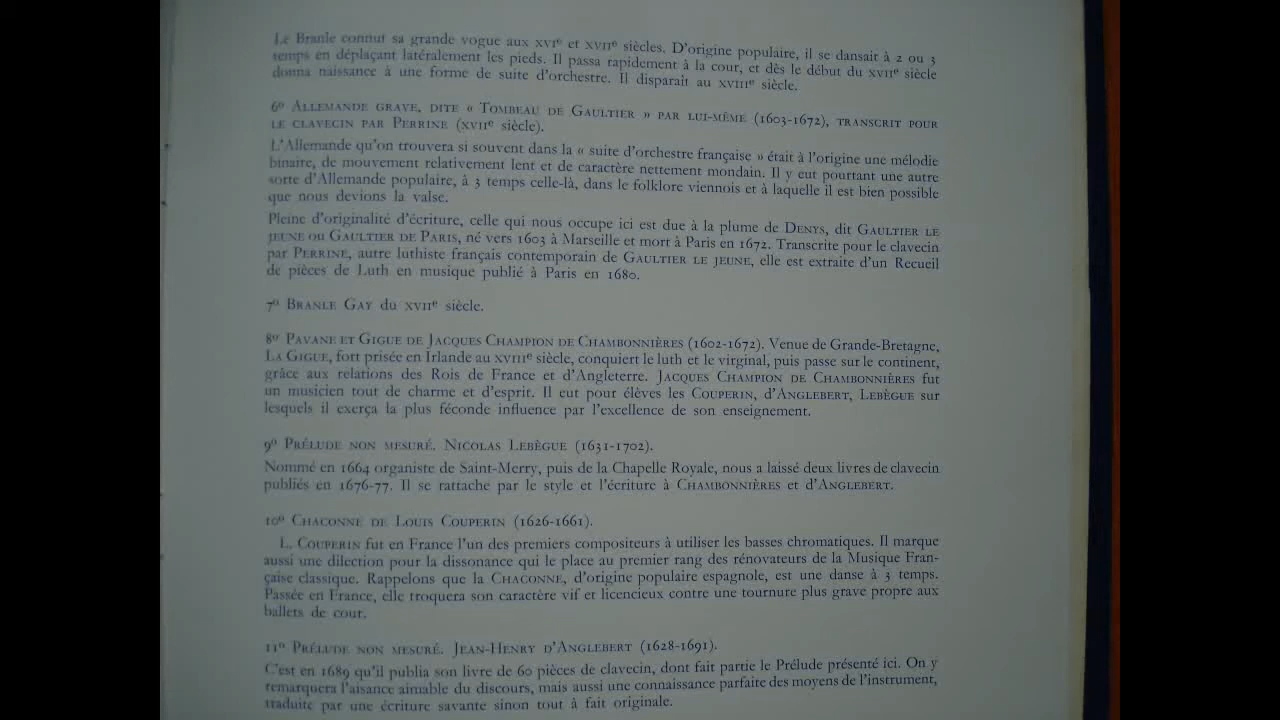 Le Branle connut sa grande vogue aux XVIe et XVIIe siècles. D'origine populaire, il se dansait à 2 ou 3
temps en déplaçant latéralement les pieds. Il passa rapidement à la cour, et dès le début du XVIIe siècle
donna naissance à une forme de suite d'orchestre. Il disparait au XVIIIe siècle.
6o Allemande grave, dite « Tombeau de Gaultier » par lui-même (1603-1672), transcrit pour
le clavecin par Perrine (XVIIe siècle).
L'Allemande qu'on trouvera si souvent dans la « suite d'orchestre française » était à l'origine une mélodie
binaire, de mouvement relativement lent et de caractère nettement mondain. Il y eut pourtant une autre
sorte d'Allemande populaire, à 3 temps celle-là, dans le folklore viennois et à laquelle il est bien possible
que nous devions la valse.
Pleine d'originalité d'écriture, celle qui nous occupe ici est due à la plume de Denys, dit Gaultier le
jeune ou Gaultier de Paris, né vers 1603 à Marseille et mort à Paris en 1672. Transcrite pour le clavecin
par Perrine, autre luthiste français contemporain de Gaultier le jeune, elle est extraite d'un Recueil
de pièces de Luth en musique publié à Paris en 1680.
7o Branle Gay du XVIIe siècle.
8o Pavane et Gigue de Jacques Champion de Chambonnières (1602-1672). Venue de Grande-Bretagne,
La Gigue, fort prisée en Irlande au XVIIIe siècle, conquiert le luth et le virginal, puis passe sur le continent,
grâce aux relations des Rois de France et d'Angleterre. Jacques Champion de Chambonnières fut
un musicien tout de charme et d'esprit. Il eut pour élèves les Couperin, d'Anglebert, Lebègue sur
lesquels il exerça la plus féconde influence par l'excellence de son enseignement.
9o Prélude non mesuré. Nicolas Lebègue (1631-1702).
Nommé en 1664 organiste de Saint-Merry, puis de la Chapelle Royale, nous a laissé deux livres de clavecin
publiés en 1676-77. Il se rattache par le style et l'écriture à Chambonnières et d'Anglebert.
10o Chaconne de Louis Couperin (1626-1661).
L. Couperin fut en France l'un des premiers compositeurs à utiliser les basses chromatiques. Il marque
aussi une dilection pour la dissonance qui le place au premier rang des rénovateurs de la Musique Fran-
çaise classique. Rappelons que la Chaconne, d'origine populaire espagnole, est une danse à 3 temps.
Passée en France, elle troquera son caractère vif et licencieux contre une tournure plus grave propre aux
ballets de cour.
11o Prélude non mesuré. Jean-Henry d'Anglebert (1628-1691).
C'est en 1689 qu'il publia son livre de 60 pièces de clavecin, dont fait partie le Prélude présenté ici. On y
remarquera l'aisance aimable du discours, mais aussi une connaissance parfaite des moyens de l'instrument,
traduite par une écriture savante sinon tout à fait originale.